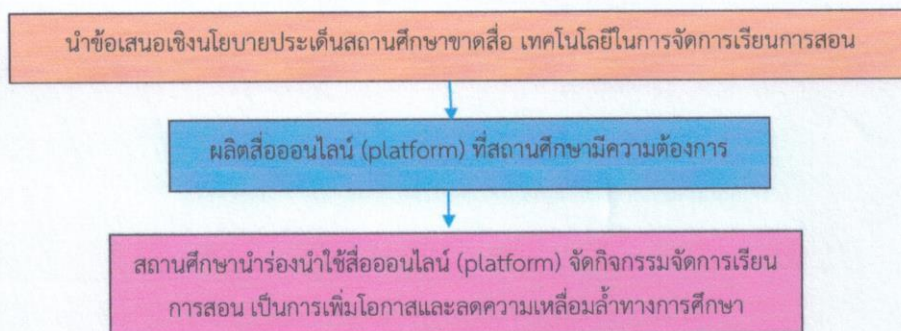 นำข้อเสนอเชิงนโยบายประเด็นสถานศึกษาขาดสื่อ เทคโนโลยีในการจัดการเรียนการสอน
ผลิตสื่อออนไลน์ (platform) ที่สถานศึกษามีความต้องการ
สถานศึกษานำร่องนำใช้สื่อออนไลน์ (platform) จัดกิจกรรมจัดการเรียน
การสอน เป็นการเพิ่มโอกาสและลดความเหลื่อมล้ำทางการศึกษา